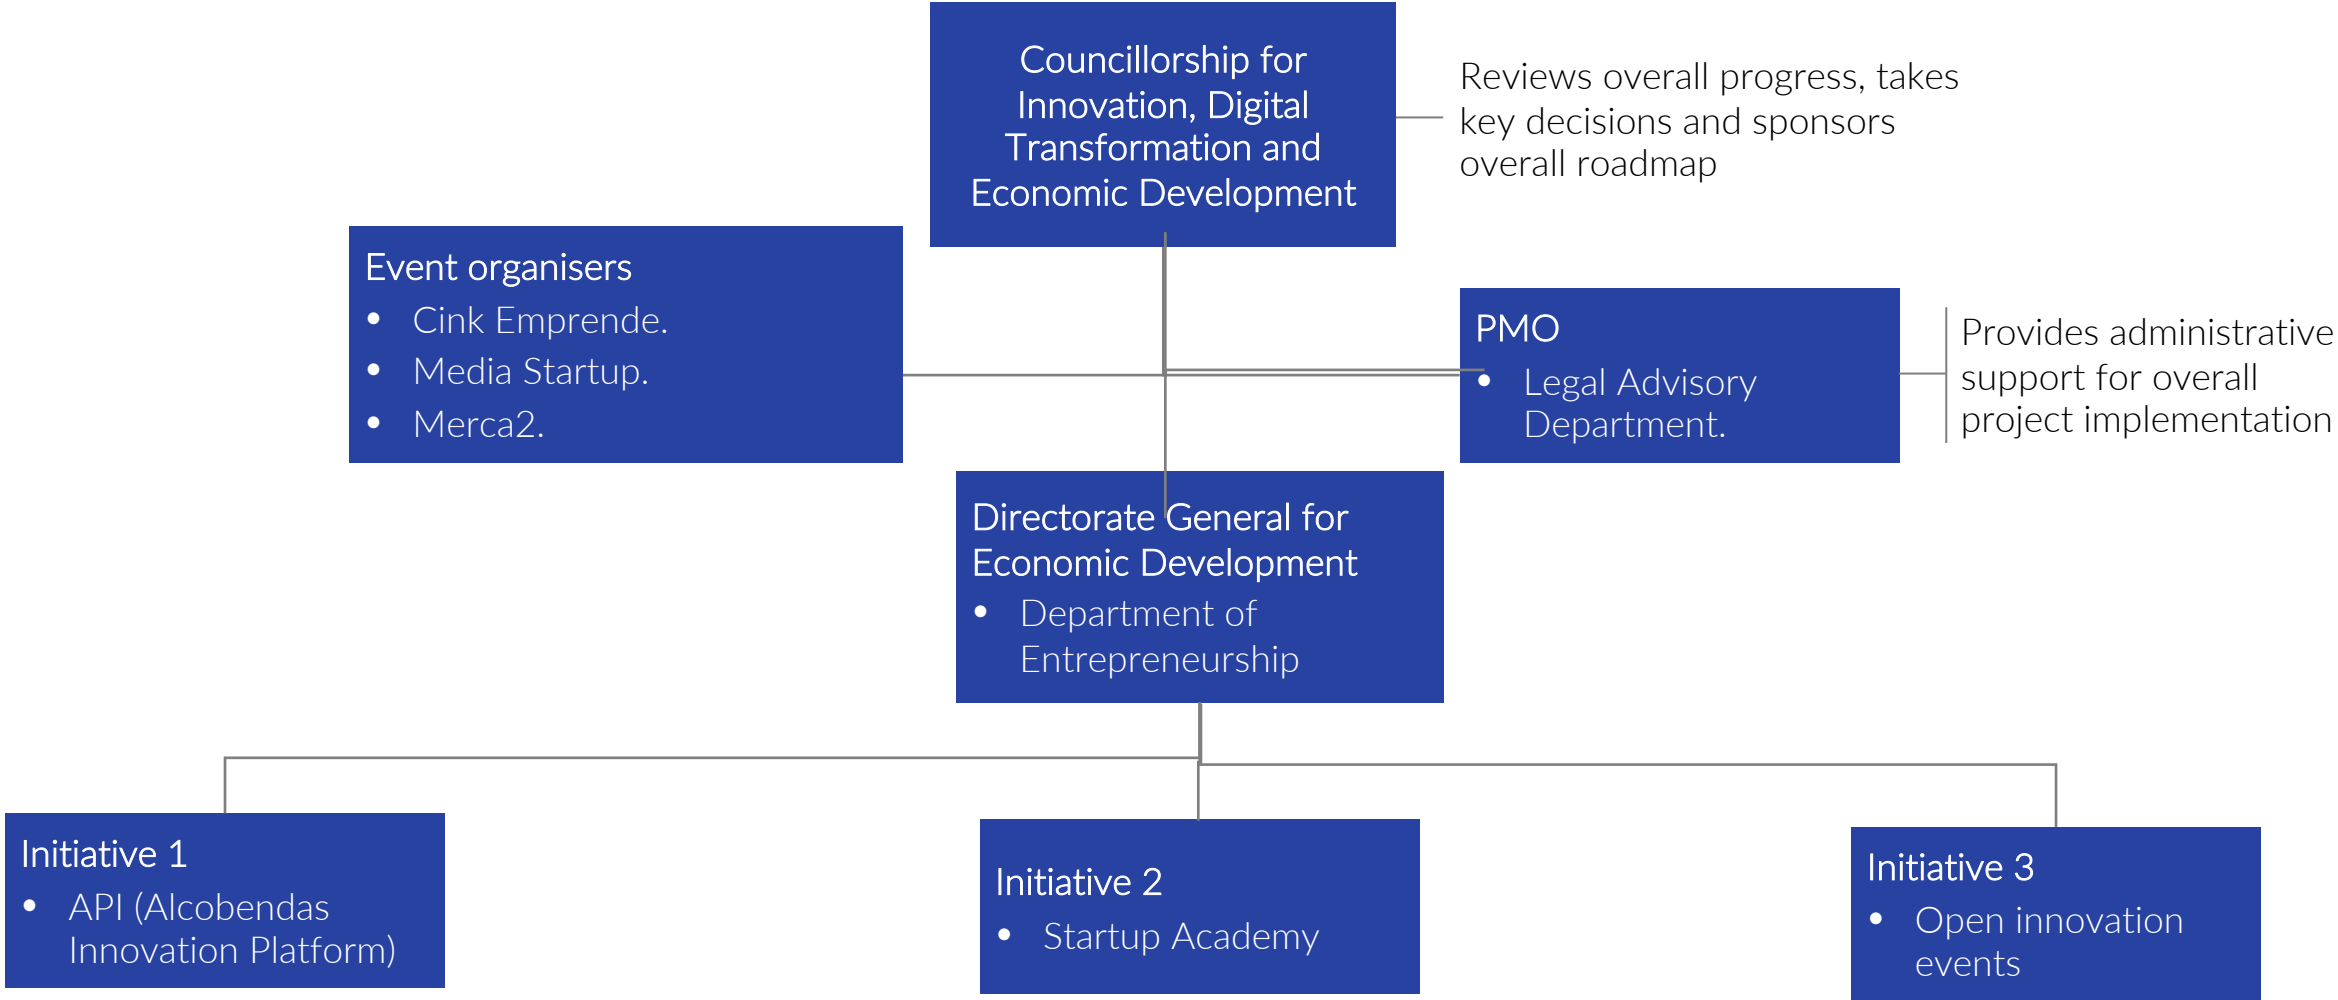 Councillorship for
Innovation, Digital
Transformation and
Economic Development
Reviews overall progress, takes
key decisions and sponsors
overall roadmap
Event organisers
• Cink Emprende.
• Media Startup.
• Merca2.
PMO
• Legal Advisory
Department.
Provides administrative
support for overall
project implementation
Directorate General for
Economic Development
• Department of
Entrepreneurship
Initiative 1
• API (Alcobendas
Innovation Platform)
Initiative 2
• Startup Academy
Initiative 3
• Open innovation
events